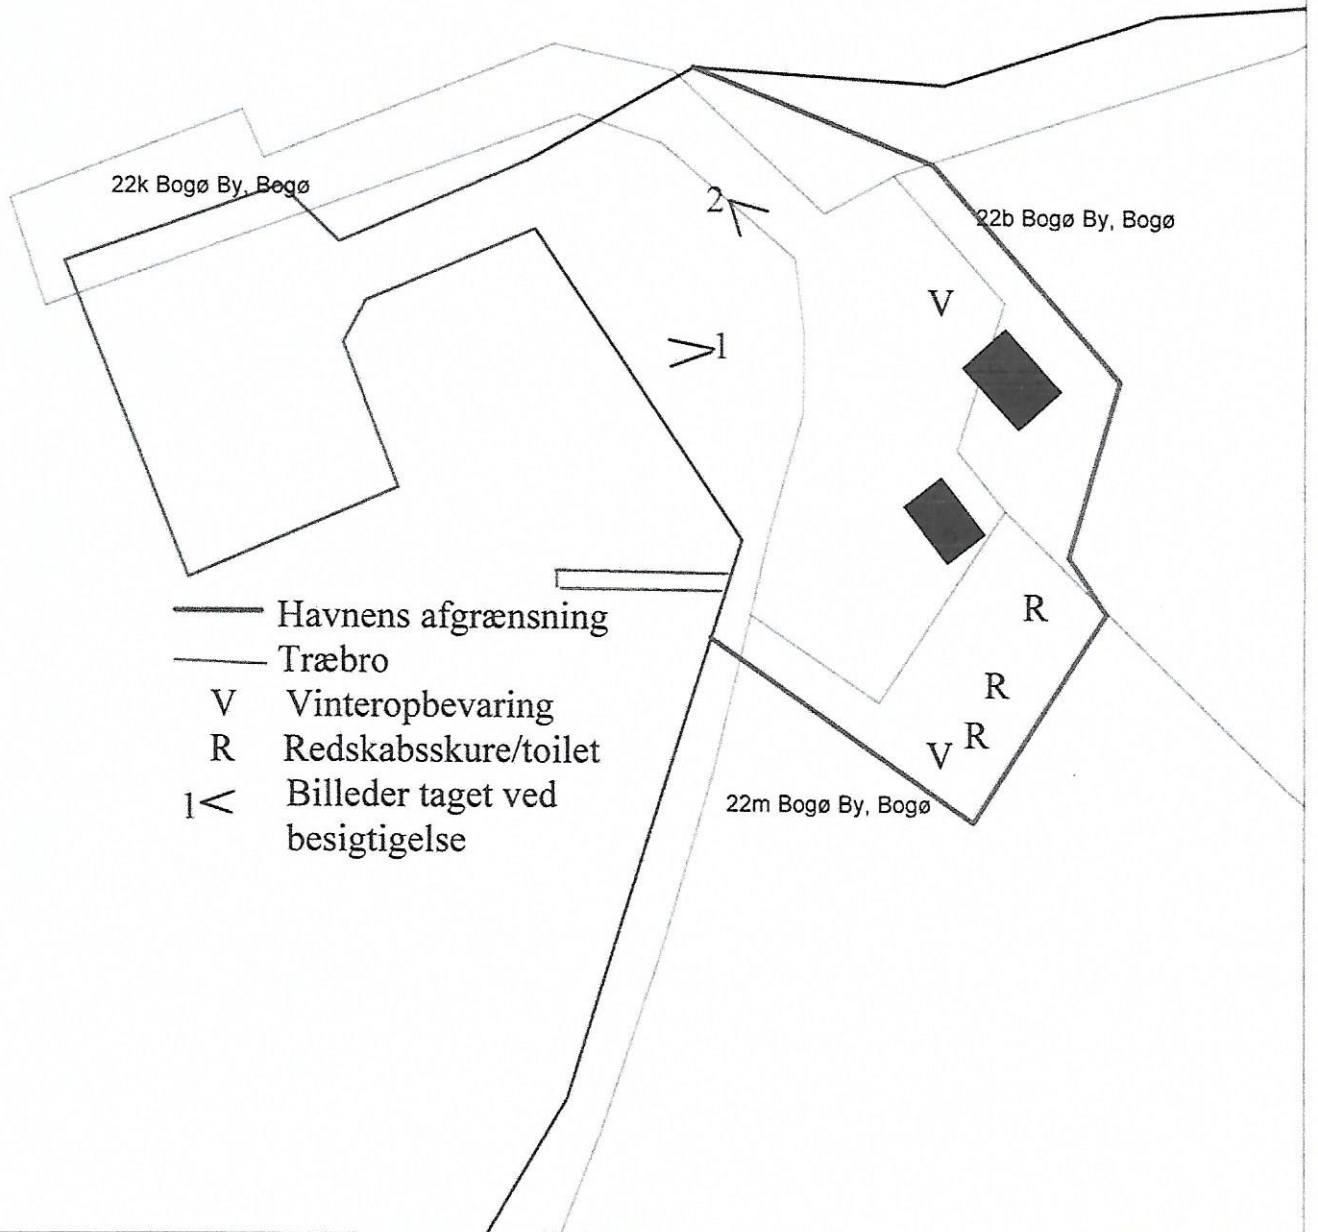 22k Bogø By, Bogø
2
22b Bogø By, Bogø
V
1
Havnens afgrænsning
R
Træbro
V Vinteropbevaring
R
R Redskabsskure/toilet
V R
1< Billeder taget ved
besigtigelse
22m Bogø By, Bogø